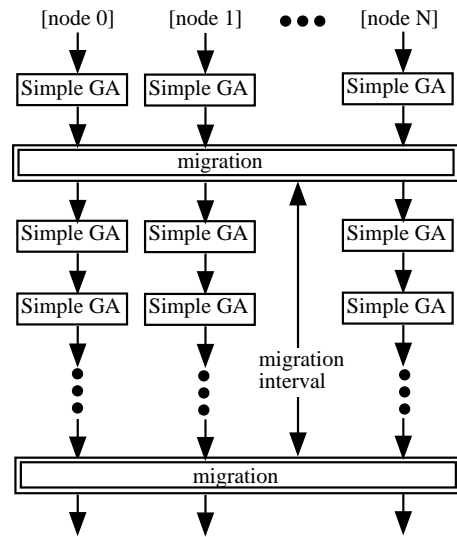 [node 0] [node 1] ●●● [node N]
Simple GA Simple GA Simple GA
migration
Simple GA Simple GA Simple GA
Simple GA Simple GA Simple GA
migration
interval
migration